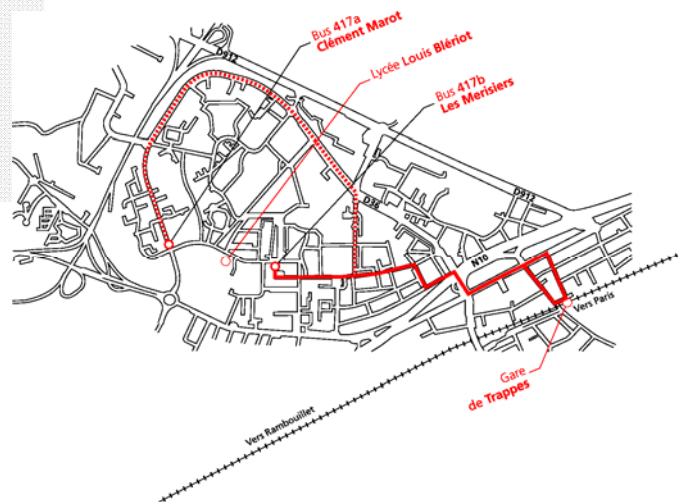 Bus 417a
Clément Marot
D912
Lycée Louis Blériot
Bus 417b
Les Merisiers
D912
D36
N10
Vers Paris
Gare
de Trappes
Vers Rambouillet